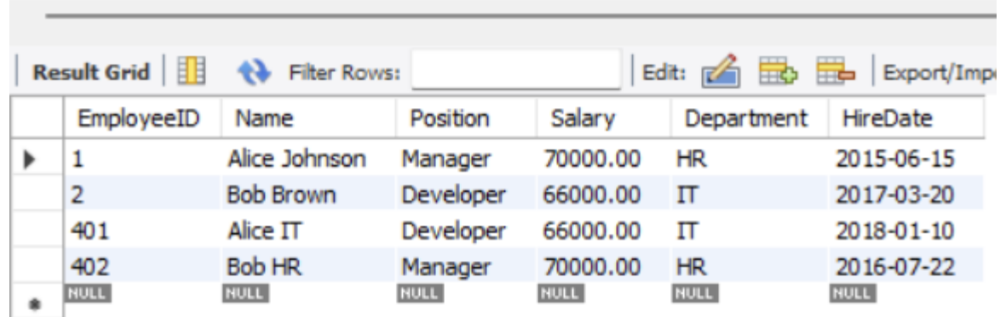 Result Grid Filter Rows: Edit: Export/Imp
EmployeeID Name Position Salary Department HireDate
1 Alice Johnson Manager 70000.00 HR 2015-06-15
2 Bob Brown Developer 66000.00 IT 2017-03-20
401 Alice IT Developer 66000.00 IT 2018-01-10
402 Bob HR Manager 70000.00 HR 2016-07-22
NULL NULL NULL NULL NULL NULL